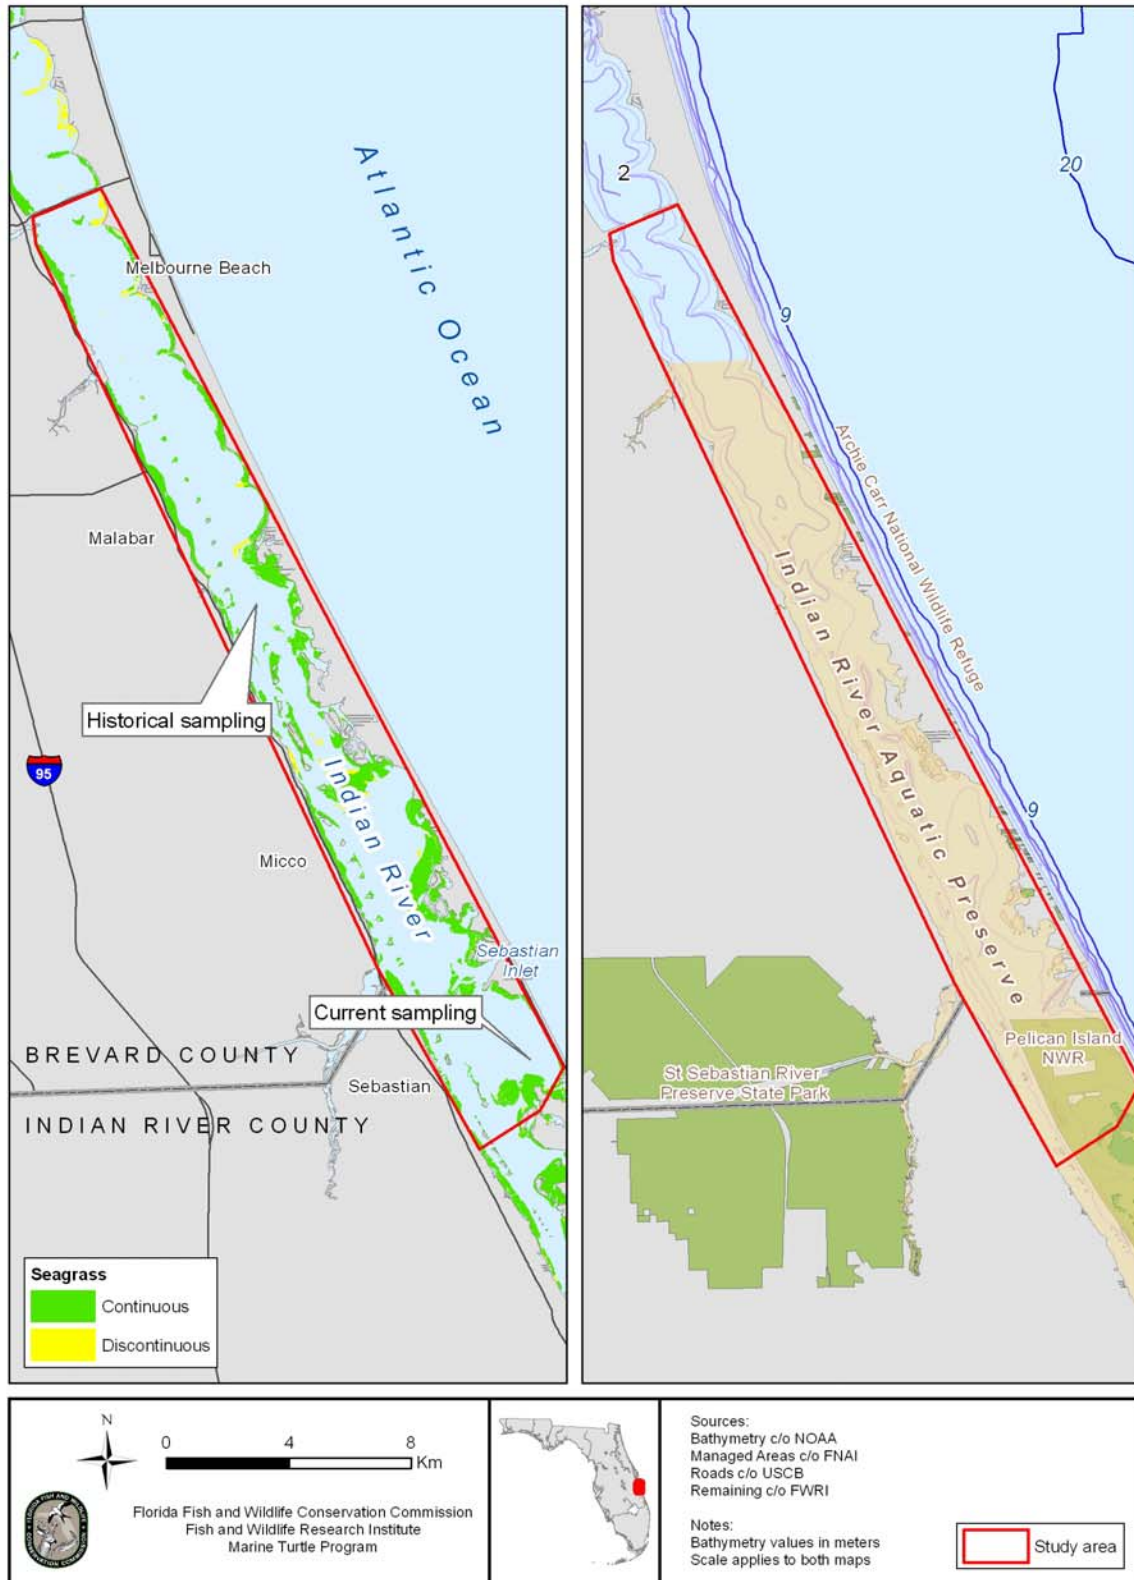 Atlantic Ocean
Melbourne Beach
Malabar
Historical sampling
95
Indian River
Micco
Sebastian
Inlet
Current sampling
BREVARD COUNTY
Sebastian
INDIAN RIVER COUNTY
Seagrass
Continuous
Discontinuous
2
20
9
Archie Carr National Wildlife Refuge
Indian River Aquatic Preserve
9
Pelican Island
NWR
St Sebastian River
Preserve State Park
N
0 4 8
Km
Florida Fish and Wildlife Conservation Commission
Fish and Wildlife Research Institute
Marine Turtle Program
Sources:
Bathymetry c/o NOAA
Managed Areas c/o FNAI
Roads c/o USCB
Remaining c/o FWRI
Notes:
Bathymetry values in meters
Scale applies to both maps
Study area